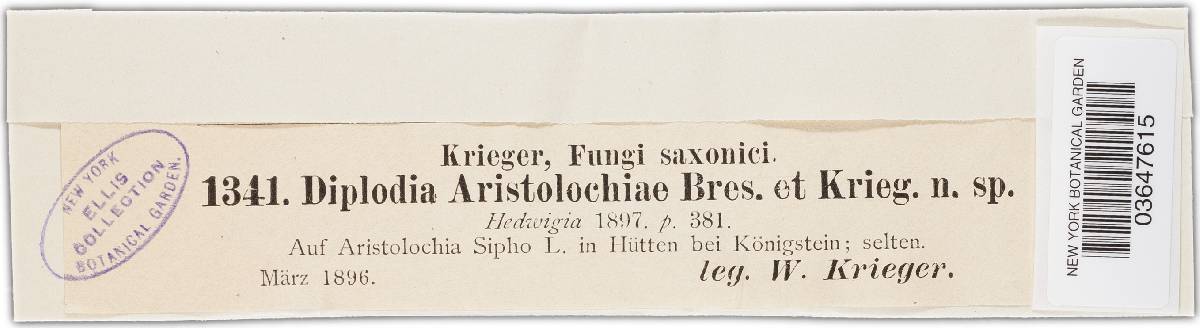 Krieger, Fungi saxonici.
1341. Diplodia Aristolochiae Bres. et Krieg. n. sp.
Hedwigia 1897. p. 381.
Auf Aristolochia Sipho L. in Hütten bei Königstein; selten.
März 1896.
leg. W. Krieger.
NEW YORK
ELLIS
COLLECTION
BOTANICAL GARDEN.
NEW YORK BOTANICAL GARDEN
03647615